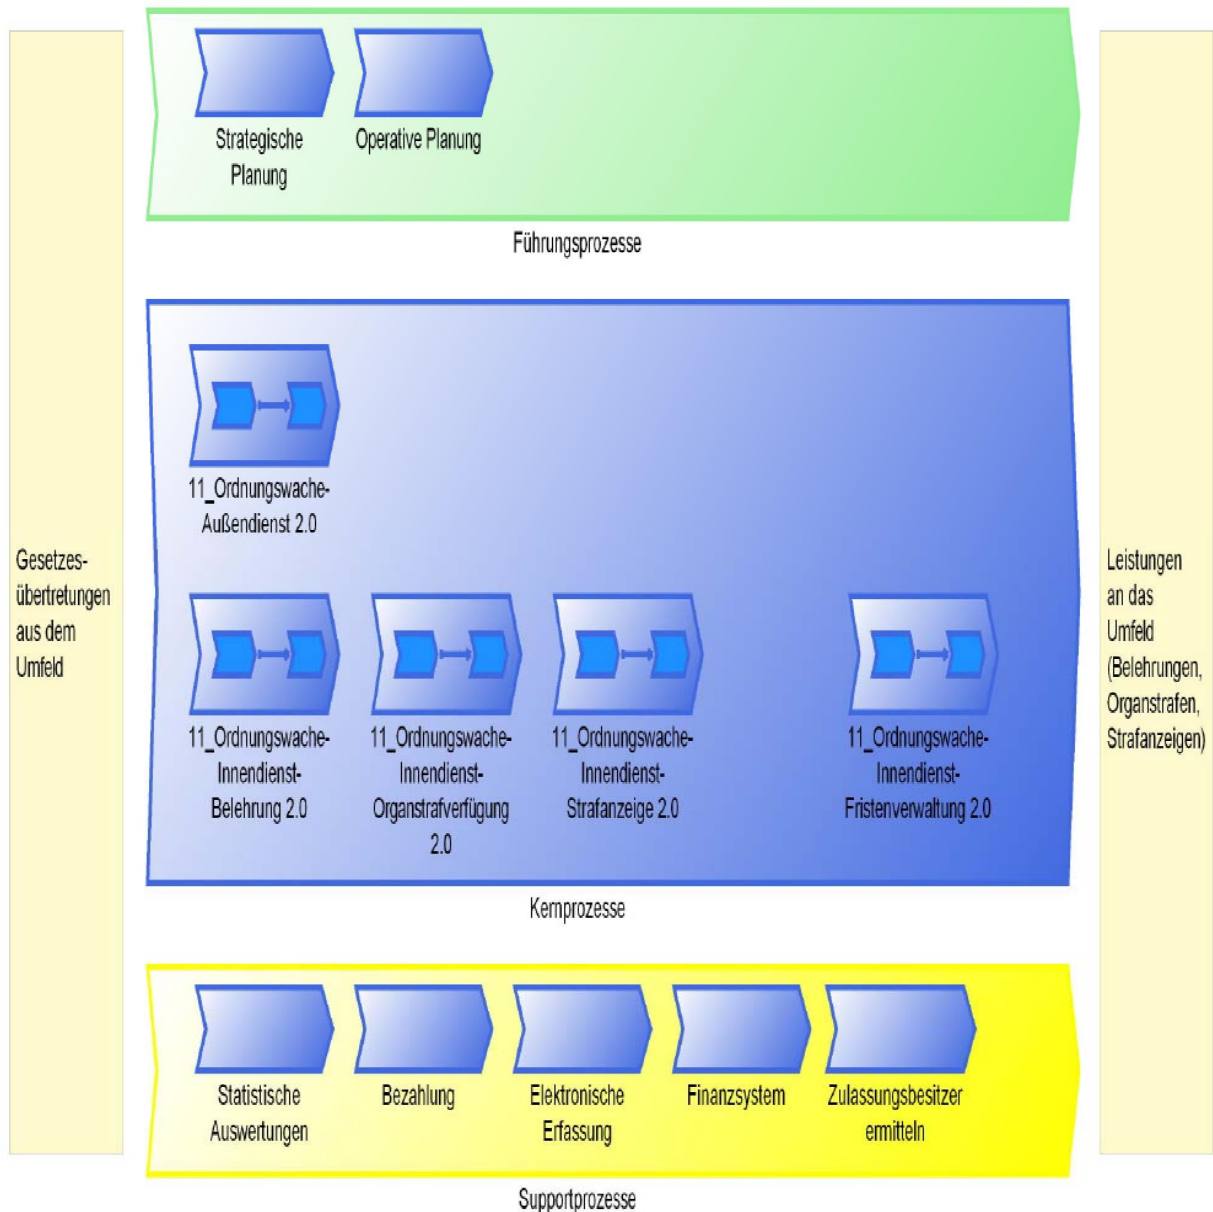 Gesetzes-
übertretungen
aus dem
Umfeld
Strategische
Planung
Operative Planung
Führungsprozesse
11_Ordnungswache-
Außendienst 2.0
11_Ordnungswache-
Innendienst-
Belehrung 2.0
11_Ordnungswache-
Innendienst-
Organstrafverfügung
2.0
11_Ordnungswache-
Innendienst-
Strafanzeige 2.0
11_Ordnungswache-
Innendienst-
Fristenverwaltung 2.0
Kernprozesse
Statistische
Auswertungen
Bezahlung
Elektronische
Erfassung
Finanzsystem
Zulassungsbesitzer
ermitteln
Supportprozesse
Leistungen
an das
Umfeld
(Belehrungen,
Organstrafen,
Strafanzeigen)